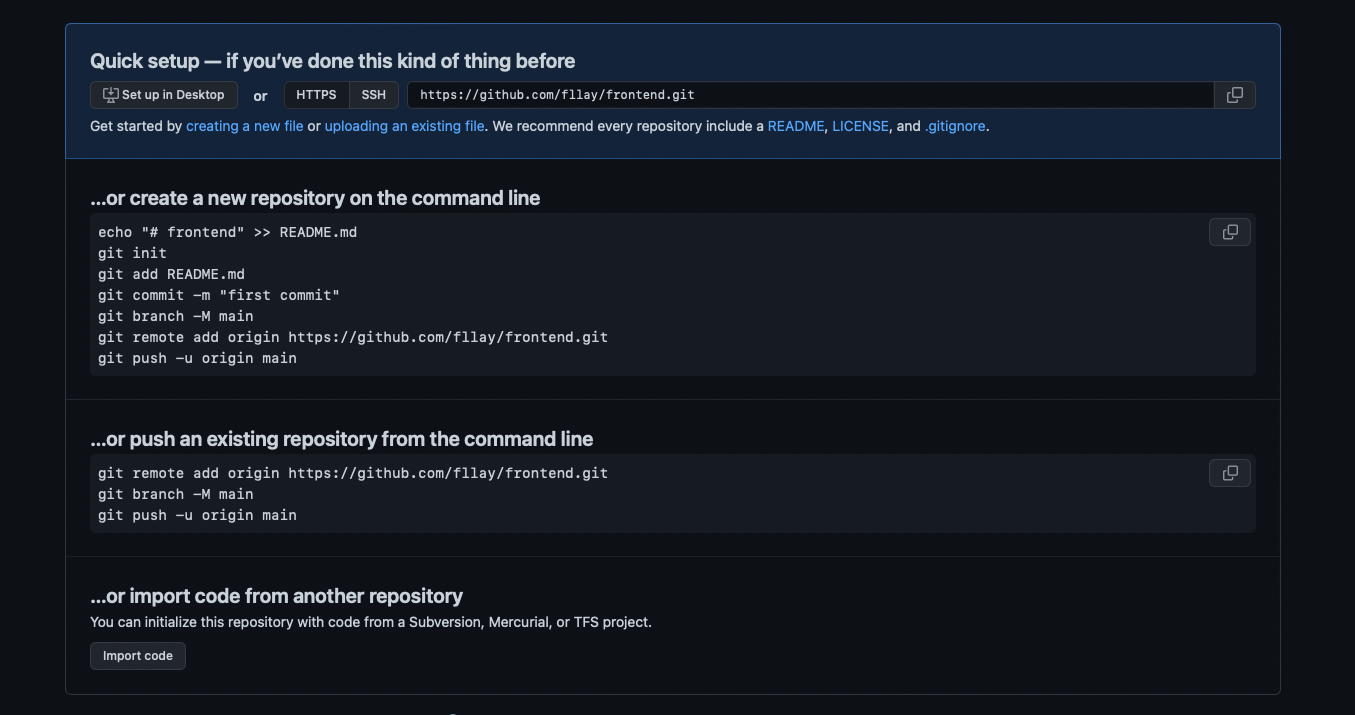 Quick setup — if you’ve done this kind of thing before
Set up in Desktop or HTTPS SSH https://github.com/fllay/frontend.git
Get started by creating a new file or uploading an existing file. We recommend every repository include a README, LICENSE, and .gitignore.
…or create a new repository on the command line
echo "# frontend" >> README.md
git init
git add README.md
git commit -m "first commit"
git branch -M main
git remote add origin https://github.com/fllay/frontend.git
git push -u origin main
…or push an existing repository from the command line
git remote add origin https://github.com/fllay/frontend.git
git branch -M main
git push -u origin main
…or import code from another repository
You can initialize this repository with code from a Subversion, Mercurial, or TFS project.
Import code